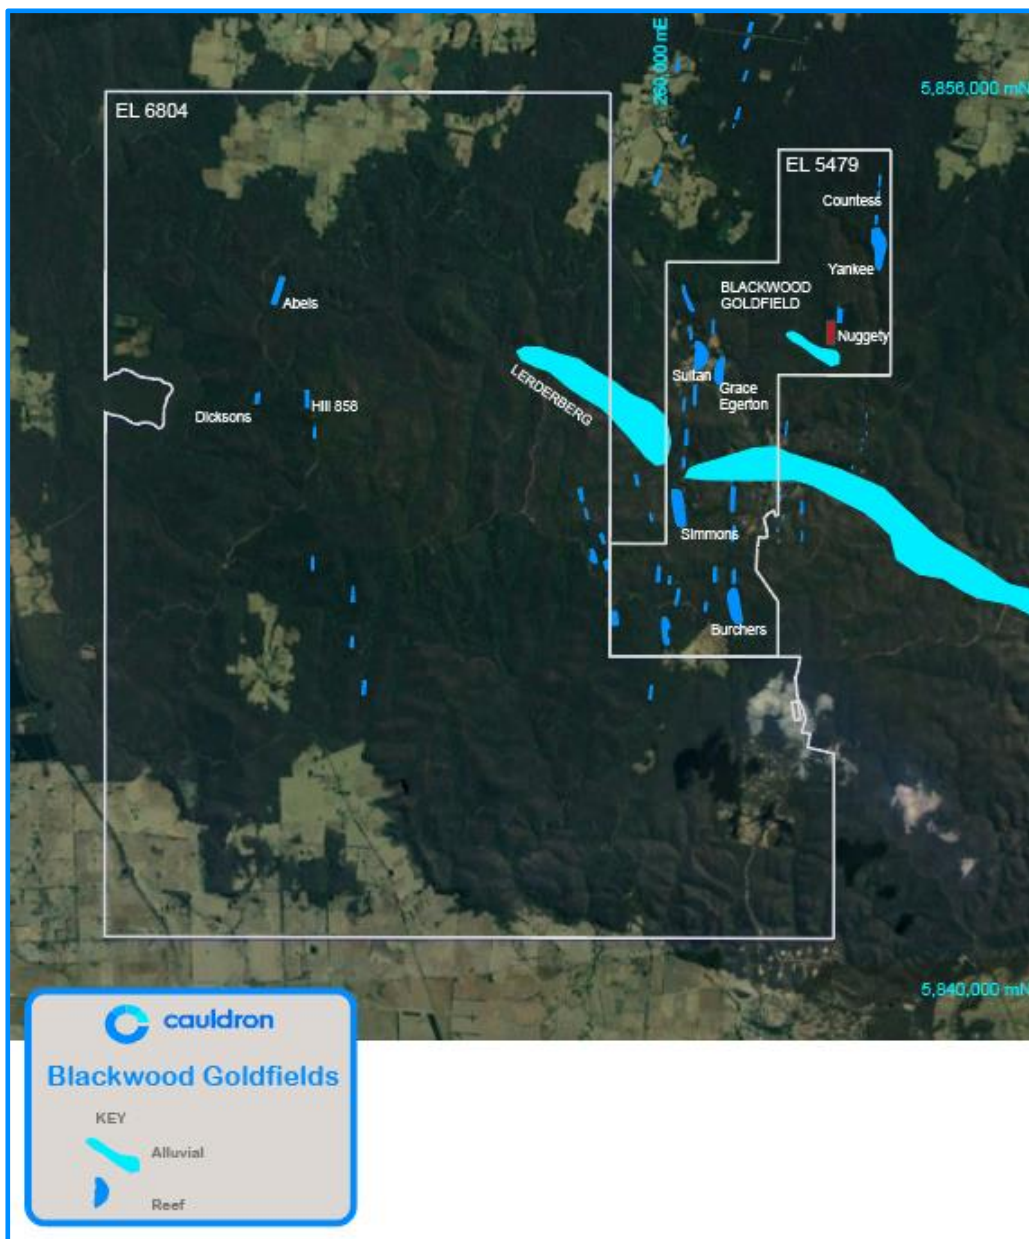 260,000 mE
5,856,000 mN
EL 6804
EL 5479
Countess
Yankee
BLACKWOOD
GOLDFIELD
Abels
Nuggety
LERDERBERG
Sultan
Grace
Egerton
Dicksons
Hill 858
Simmons
Burchers
5,840,000 mN
cauldron
Blackwood Goldfields
KEY
Alluvial
Reef